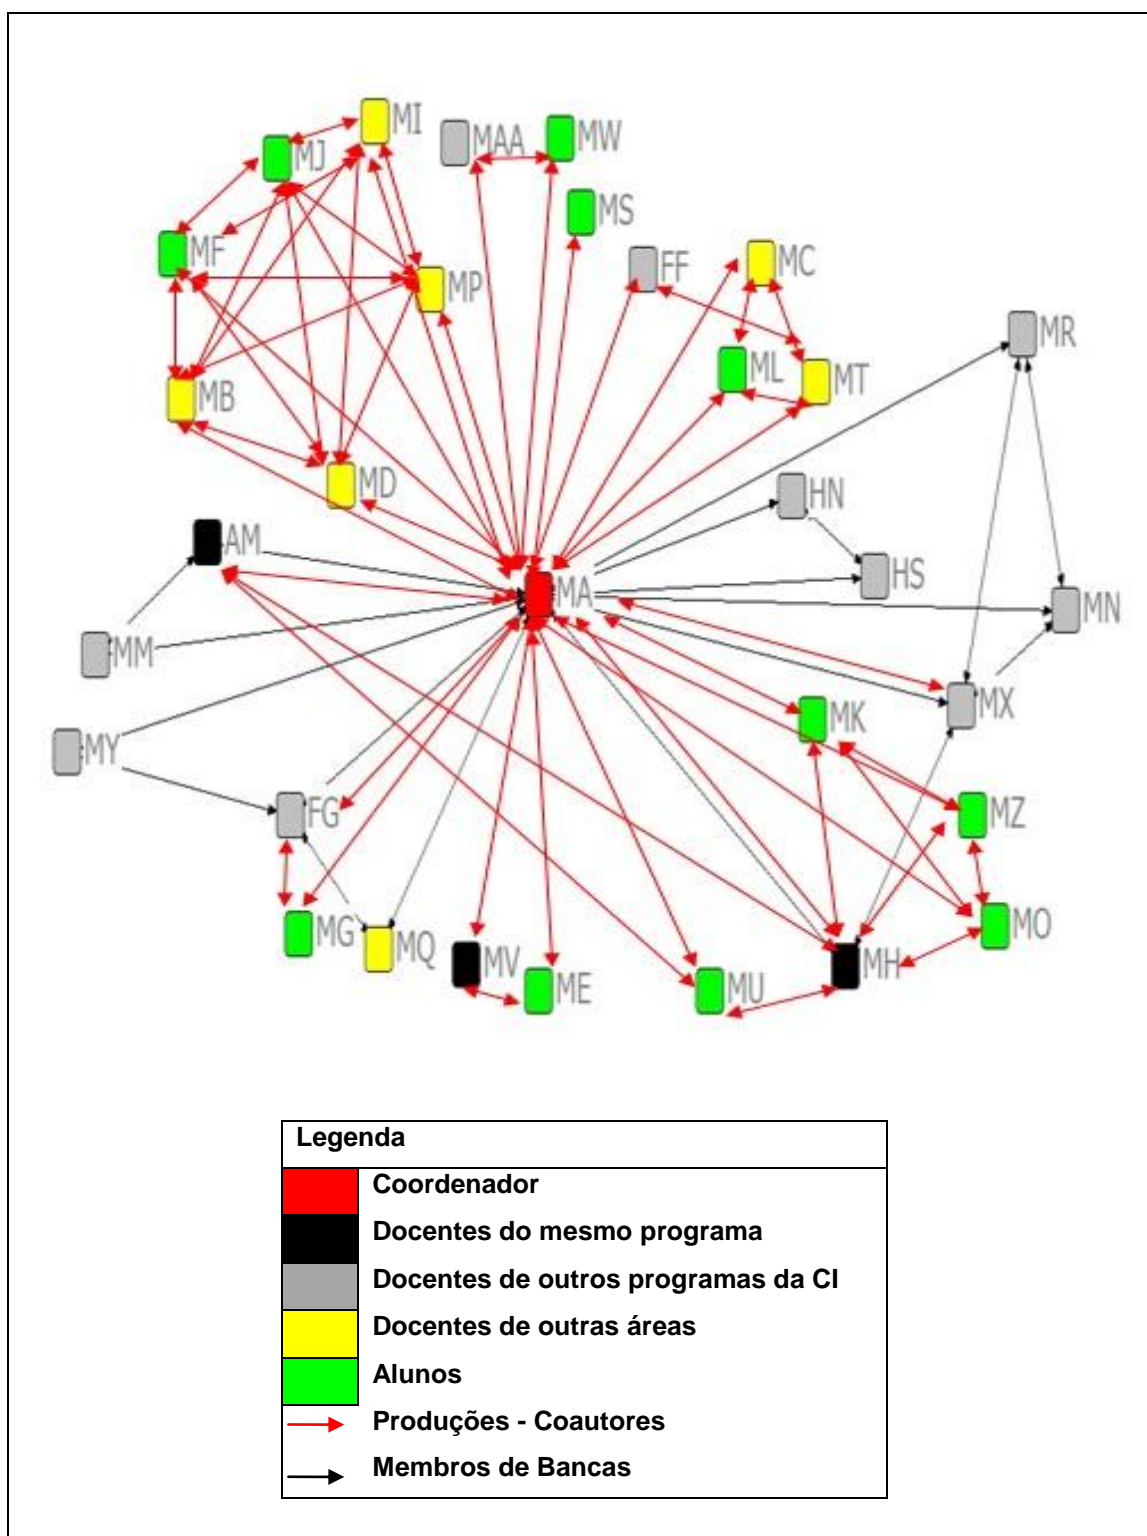 MI
MAA
MW
MJ
MS
MF
FF
MC
MP
MR
ML
MT
MB
MD
HN
AM
HS
MA
MN
MM
MX
MK
MY
FG
MZ
MG
MQ
MV
ME
MU
MH
MO
Legenda
Coordenador
Docentes do mesmo programa
Docentes de outros programas da CI
Docentes de outras áreas
Alunos
Produções - Coautores
Membros de Bancas